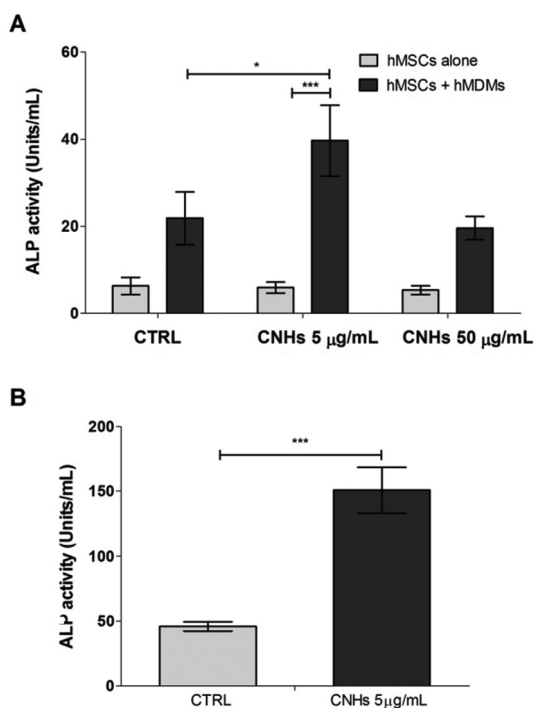 A
60
40
20
0
ALP activity (Units/mL)
*
***
hMSCs alone
hMSCs + hMDMs
CTRL CNHs 5 μg/mL CNHs 50 μg/mL
B
200
150
100
50
0
ALP activity (Units/mL)
***
CTRL CNHs 5μg/mL